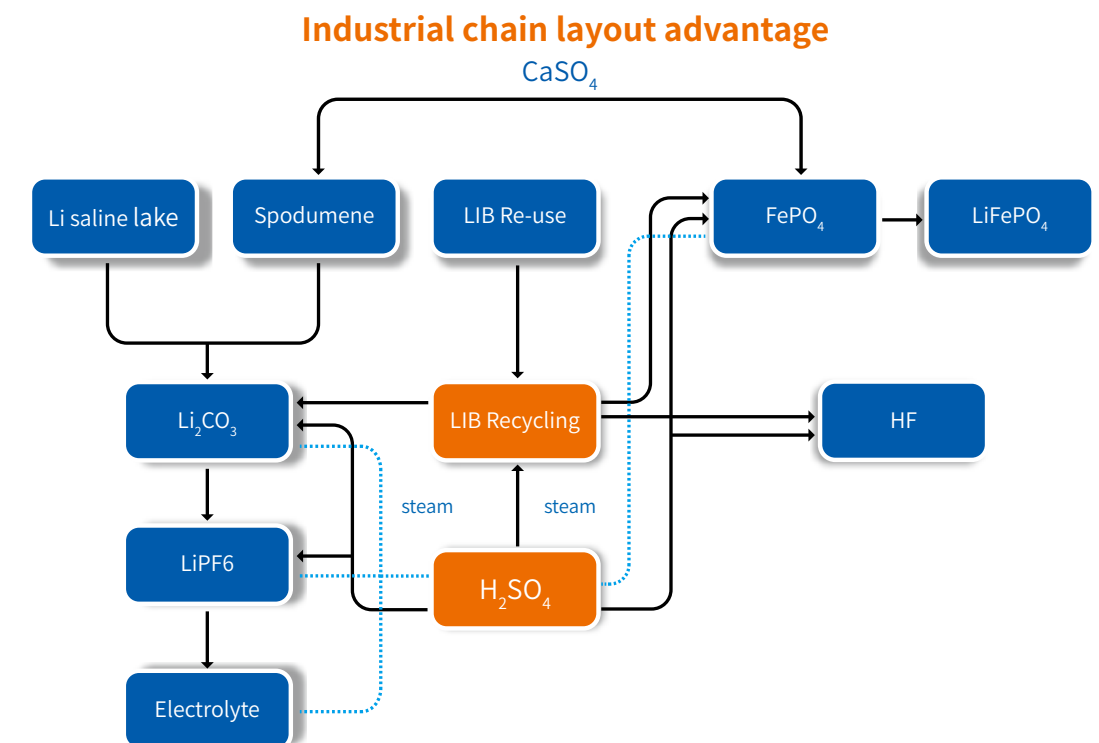 Industrial chain layout advantage
CaSO₄
Li saline lake
Spodumene
LIB Re-use
FePO₄
LiFePO₄
Li₂CO₃
LIB Recycling
HF
steam
steam
LiPF6
H₂SO₄
Electrolyte